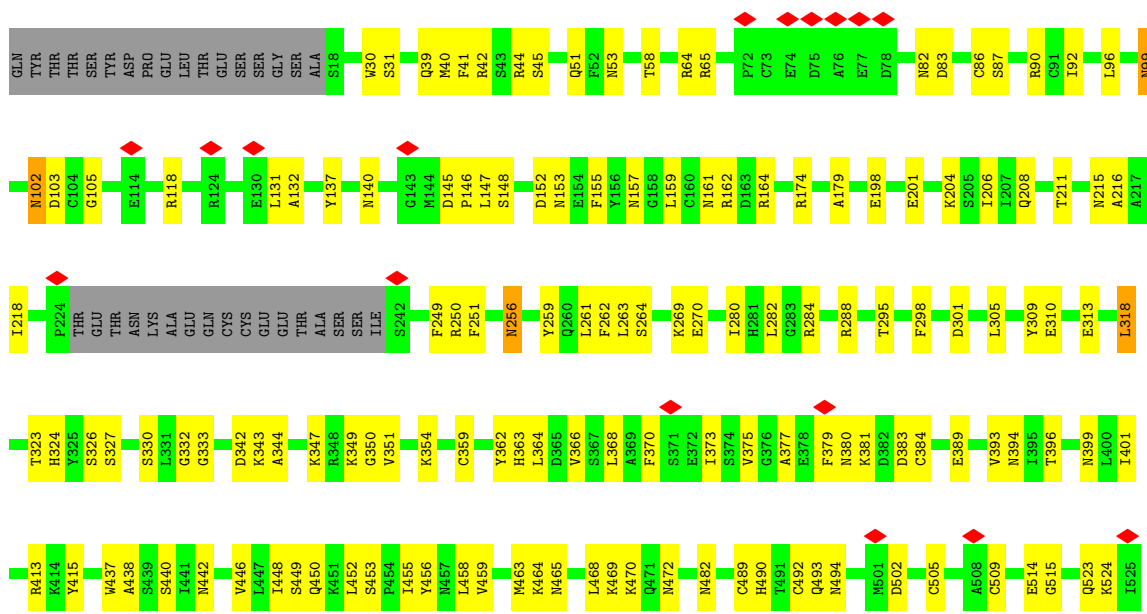 GLN TYR THR THR SER TYR ASP PRO GLU LEU THR GLU SER SER GLY SER ALA S18 W30 S31 Q39 M40 F41 R42 S43 R44 S45 Q51 F52 N53 T58 R64 R65 P72 C73 E74 D75 A76 E77 D78 N82 D83 C86 S87 R90 C91 I92 L96 N99
N102 D103 C104 G105 E114 R118 R124 E130 L131 A132 Y137 N140 G143 M144 D145 P146 L147 S148 D152 N153 E154 F155 Y156 N157 G158 L159 C160 N161 R162 D163 R164 R174 A179 E198 E201 K204 S205 I206 I207 Q208 T211 N215 A216 A217
I218 P224 THR GLU THR ASN LYS ALA GLU GLN CYS CYS GLU GLU THR ALA SER SER ILE S242 F249 R250 F251 N256 Y259 Q260 L261 F262 L263 S264 K269 E270 I280 H281 L282 G283 R284 R288 T295 F298 D301 L305 Y309 E310 E313 L318
T323 H324 Y325 S326 S327 S330 L331 G332 G333 D342 K343 A344 K347 R348 K349 G350 V351 K354 C359 Y362 H363 L364 D365 V366 S367 L368 A369 F370 S371 E372 I373 S374 V375 G376 A377 E378 F379 N380 K381 D382 D383 C384 E389 V393 N394 I395 T396 N399 L400 I401
R413 K414 Y415 W437 A438 S439 S440 I441 N442 V446 L447 I448 S449 Q450 K451 L452 S453 P454 I455 Y456 N457 L458 V459 M463 K464 N465 L468 K469 K470 Q471 N472 N482 C489 H490 T491 C492 Q493 N494 M501 D502 C505 A508 C509 E514 G515 Q523 K524 I525